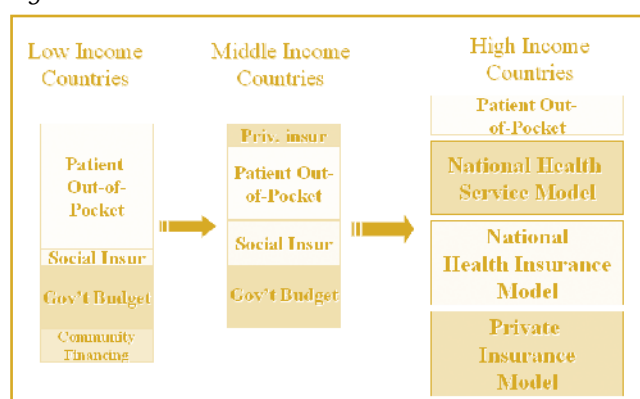 Low Income
Countries
Patient
Out-of-
Pocket
Social Insur
Gov't Budget
Community
Financing
Middle Income
Countries
Priv. insur
Patient Out-
of-Pocket
Social Insur
Gov't Budget
High Income
Countries
Patient Out-
of-Pocket
National Health
Service Model
National
Health Insurance
Model
Private
Insurance
Model